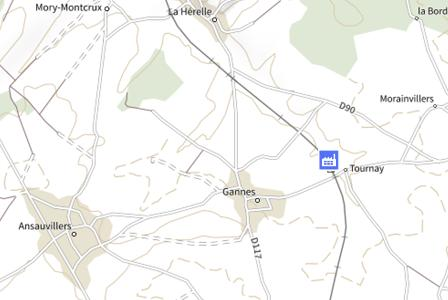 Mory-Montcrux
La Hérelle
la Bord
D90
Morainvillers
Tournay
Gannes
Ansauvillers
D117